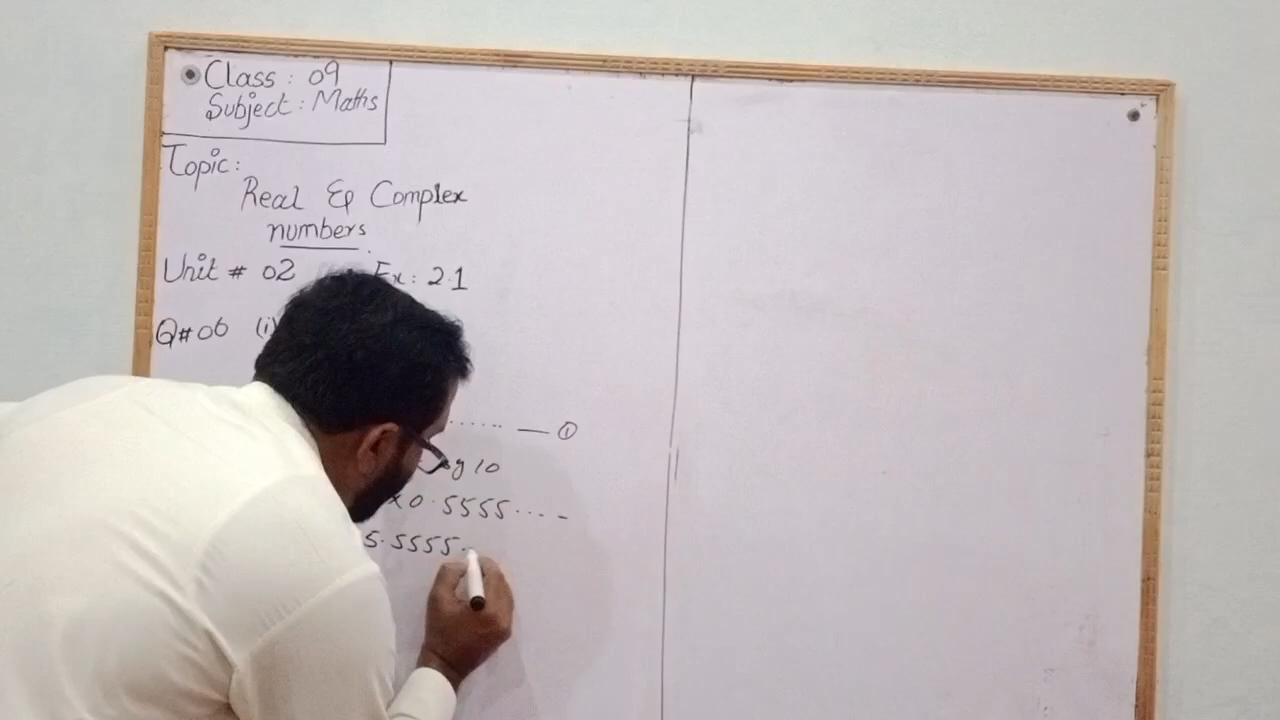 Class : 09
Subject : Maths
Topic:
Real & Complex
numbers
Unit # 02 Ex: 2.1
Q#06 (i)
...... — ①
by 10
x 0.5555....-
5.5555.